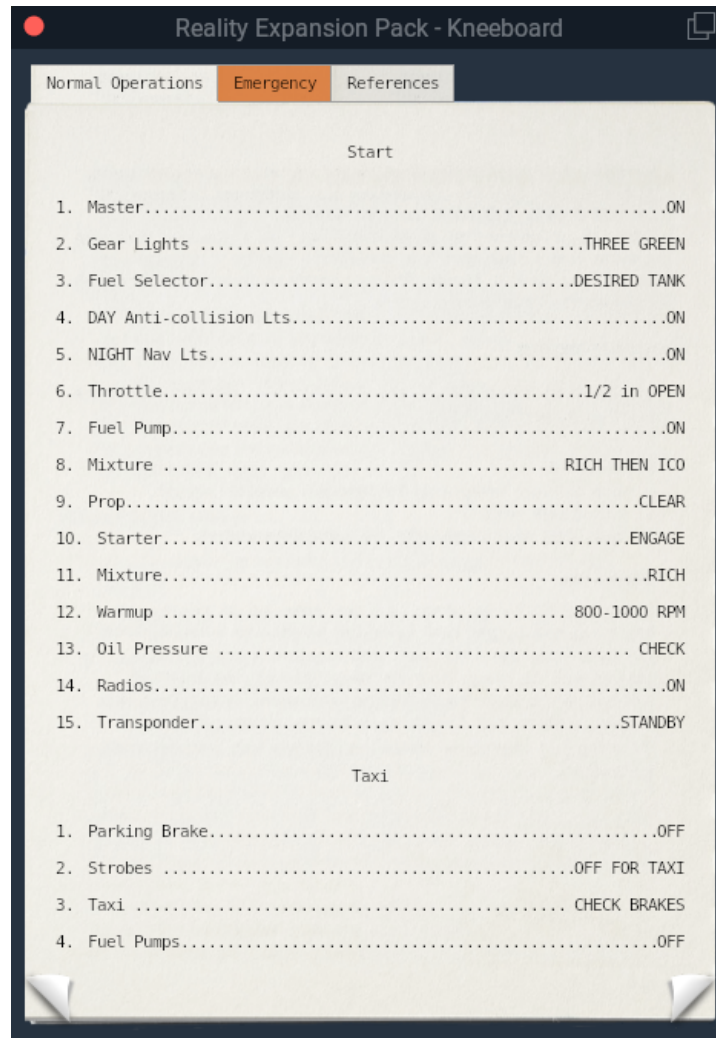 Reality Expansion Pack - Kneeboard
Normal Operations Emergency References
Start
1. Master..........................................................ON
2. Gear Lights ..........................................THREE GREEN
3. Fuel Selector........................................DESIRED TANK
4. DAY Anti-collision Lts..........................................ON
5. NIGHT Nav Lts...................................................ON
6. Throttle..............................................1/2 in OPEN
7. Fuel Pump.......................................................ON
8. Mixture ............................................ RICH THEN ICO
9. Prop.........................................................CLEAR
10. Starter...................................................ENGAGE
11. Mixture.....................................................RICH
12. Warmup ............................................ 800-1000 RPM
13. Oil Pressure .............................................. CHECK
14. Radios........................................................ON
15. Transponder..............................................STANDBY
Taxi
1. Parking Brake.................................................OFF
2. Strobes .............................................OFF FOR TAXI
3. Taxi ............................................... CHECK BRAKES
4. Fuel Pumps....................................................OFF